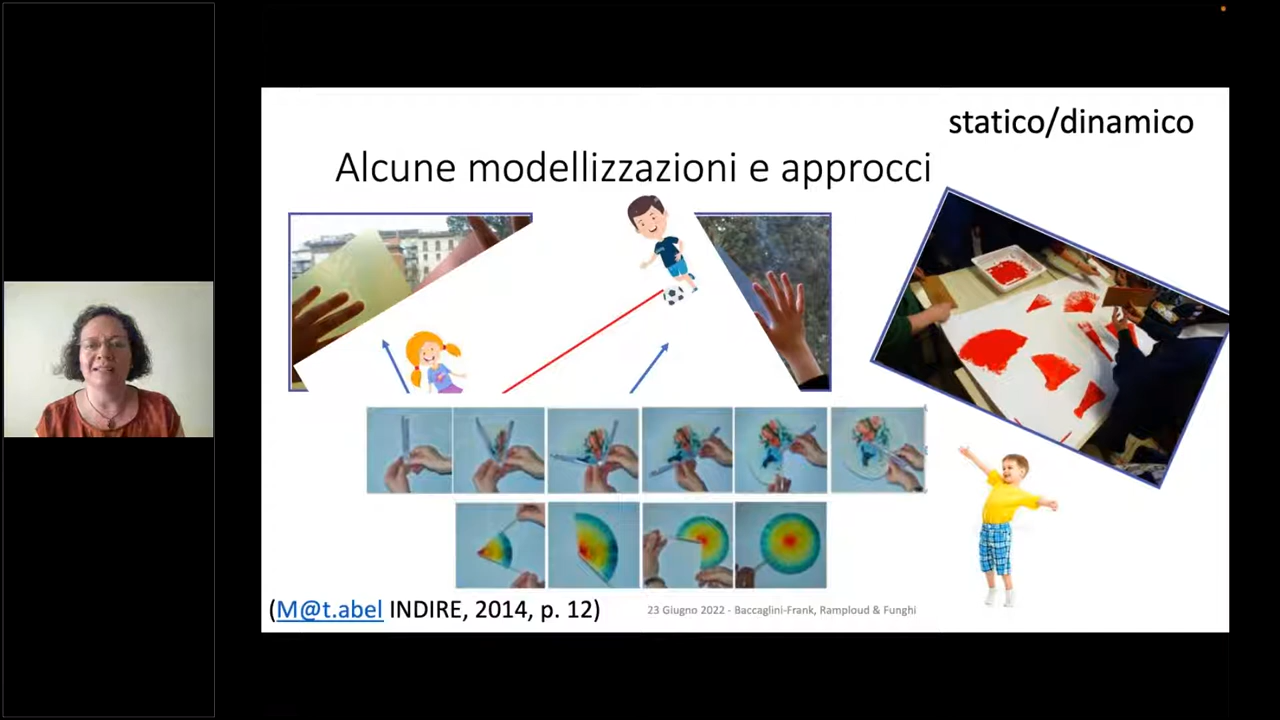 statico/dinamico
Alcune modellizzazioni e approcci
(M@t.abel INDIRE, 2014, p. 12)
23 Giugno 2022 - Baccaglini-Frank, Ramploud & Funghi